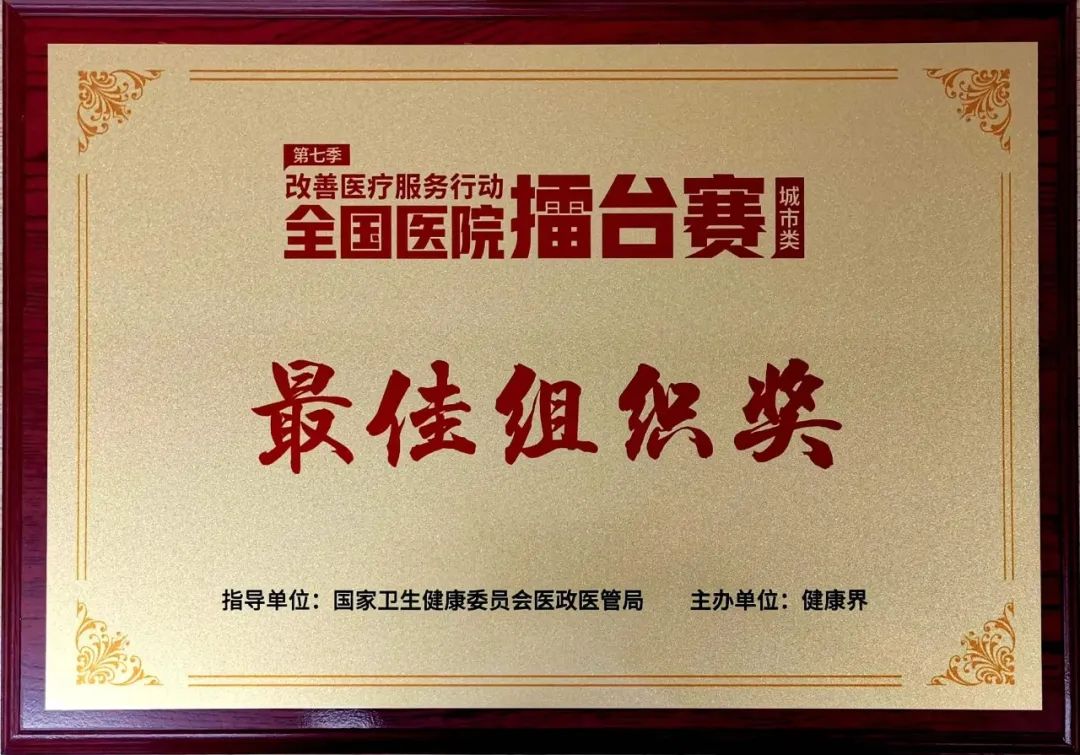 第七季
改善医疗服务行动
全国医院擂台赛
城市类
最佳组织奖
指导单位：国家卫生健康委员会医政医管局 主办单位：健康界